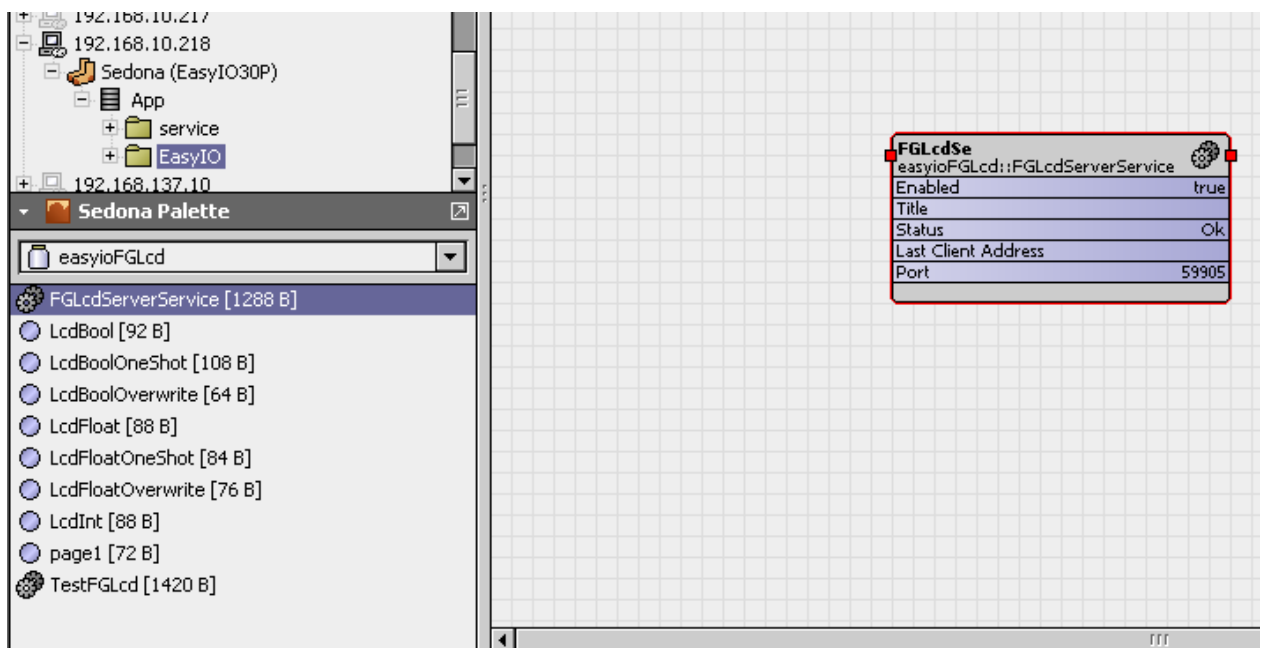 192.168.10.217
192.168.10.218
Sedona (EasyIO30P)
App
service
EasyIO
192.168.137.10
Sedona Palette
easyioFGLcd
FGLcdServerService [1288 B]
LcdBool [92 B]
LcdBoolOneShot [108 B]
LcdBoolOverwrite [64 B]
LcdFloat [88 B]
LcdFloatOneShot [84 B]
LcdFloatOverwrite [76 B]
LcdInt [88 B]
page1 [72 B]
TestFGLcd [1420 B]
FGLcdSe
easyioFGLcd::FGLcdServerService
Enabled true
Title
Status Ok
Last Client Address
Port 59905